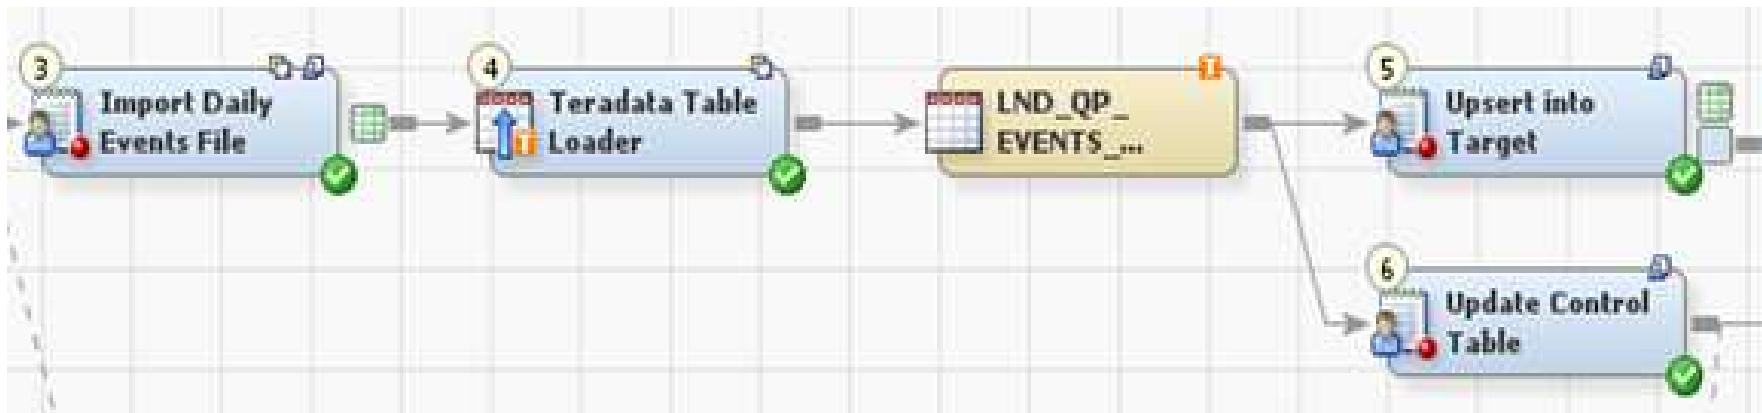 3
Import Daily
Events File
4
Teradata Table
Loader
LND_QP_
EVENTS_...
5
Upsert into
Target
6
Update Control
Table